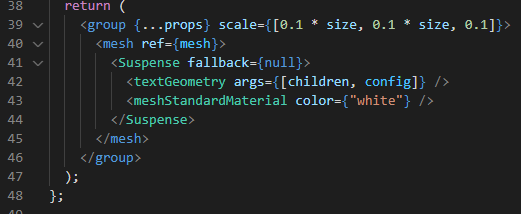 38 return (
39 <group {...props} scale={[0.1 * size, 0.1 * size, 0.1]}>
40 <mesh ref={mesh}>
41 <Suspense fallback={null}>
42 <textGeometry args={[children, config]} />
43 <meshStandardMaterial color={"white"} />
44 </Suspense>
45 </mesh>
46 </group>
47 );
48 };